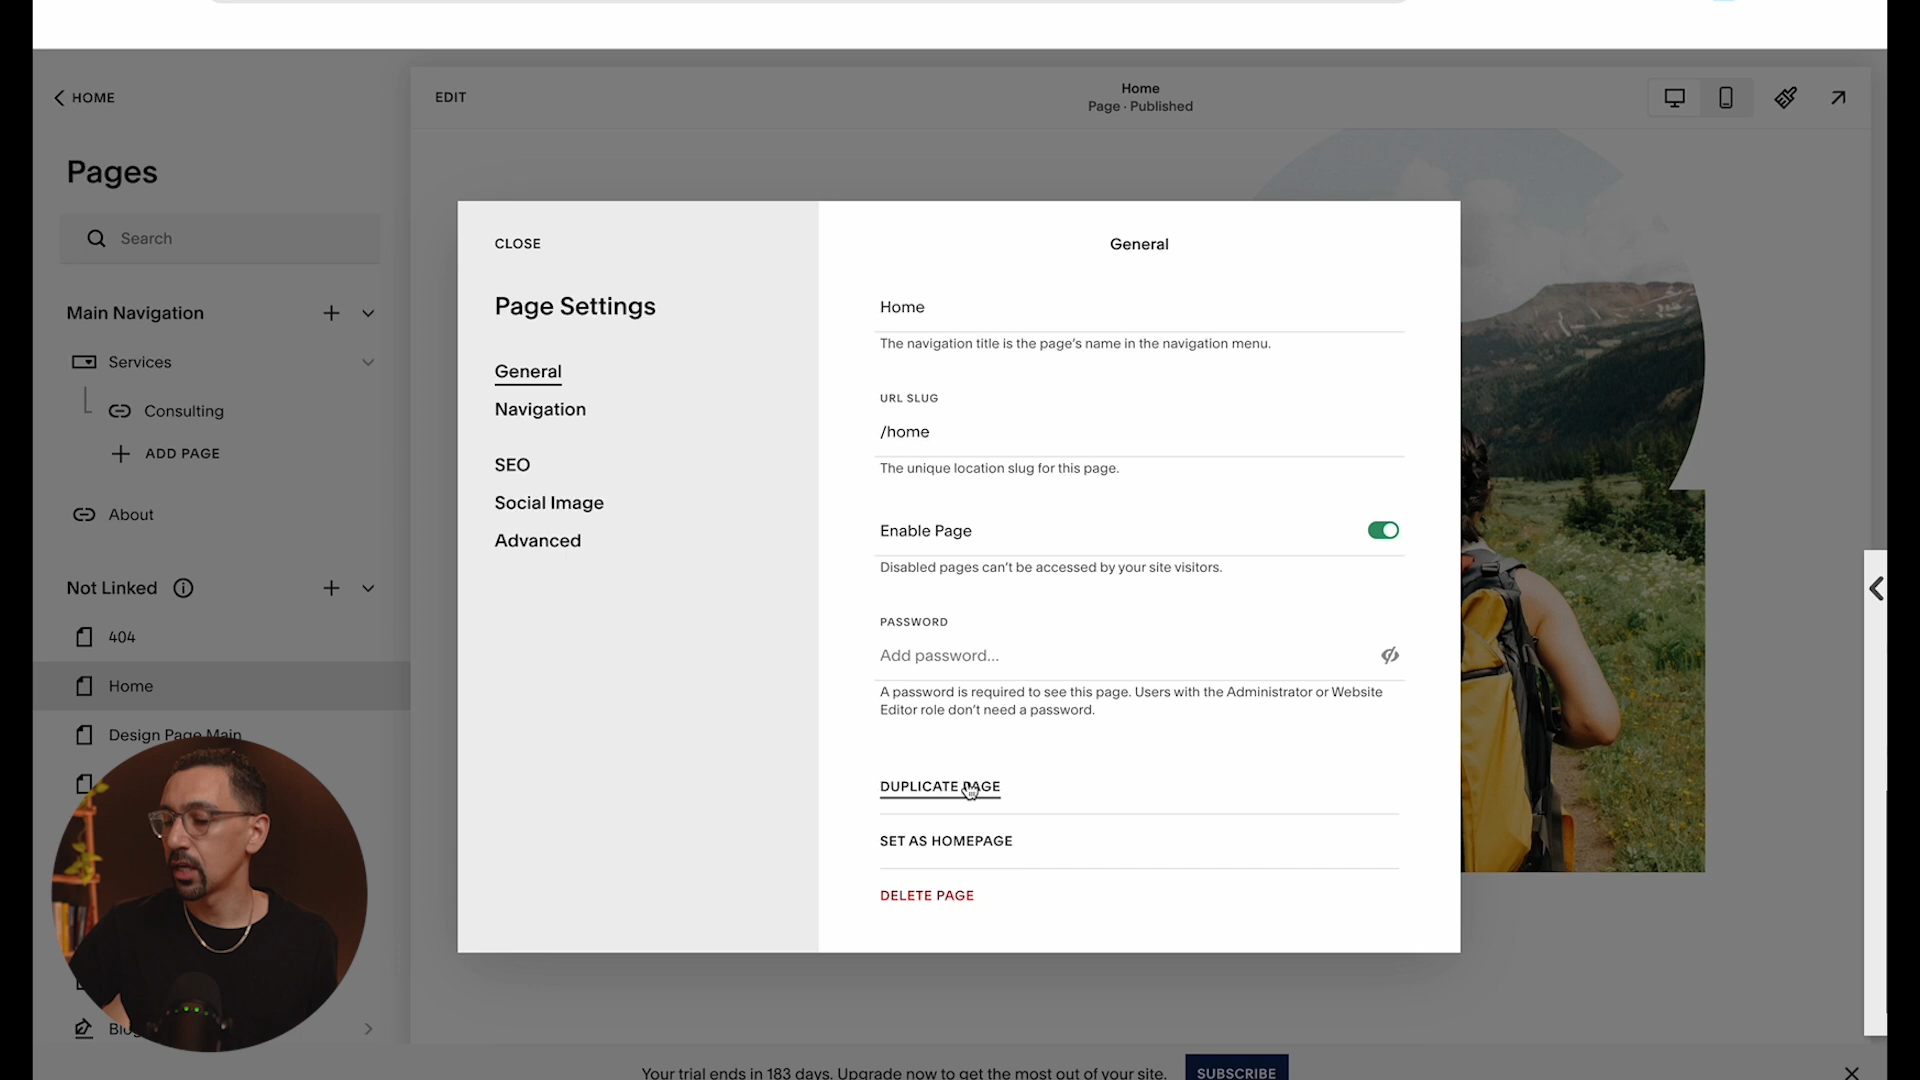 HOME
EDIT
Home
Page · Published
Pages
Search
Main Navigation
Services
Consulting
ADD PAGE
About
Not Linked
404
Home
Design Page Main
CLOSE
Page Settings
General
Navigation
SEO
Social Image
Advanced
General
Home
The navigation title is the page's name in the navigation menu.
URL SLUG
/home
The unique location slug for this page.
Enable Page
Disabled pages can't be accessed by your site visitors.
PASSWORD
Add password...
A password is required to see this page. Users with the Administrator or Website
Editor role don't need a password.
DUPLICATE PAGE
SET AS HOMEPAGE
DELETE PAGE
Your trial ends in 183 days. Upgrade now to get the most out of your site.
SUBSCRIBE